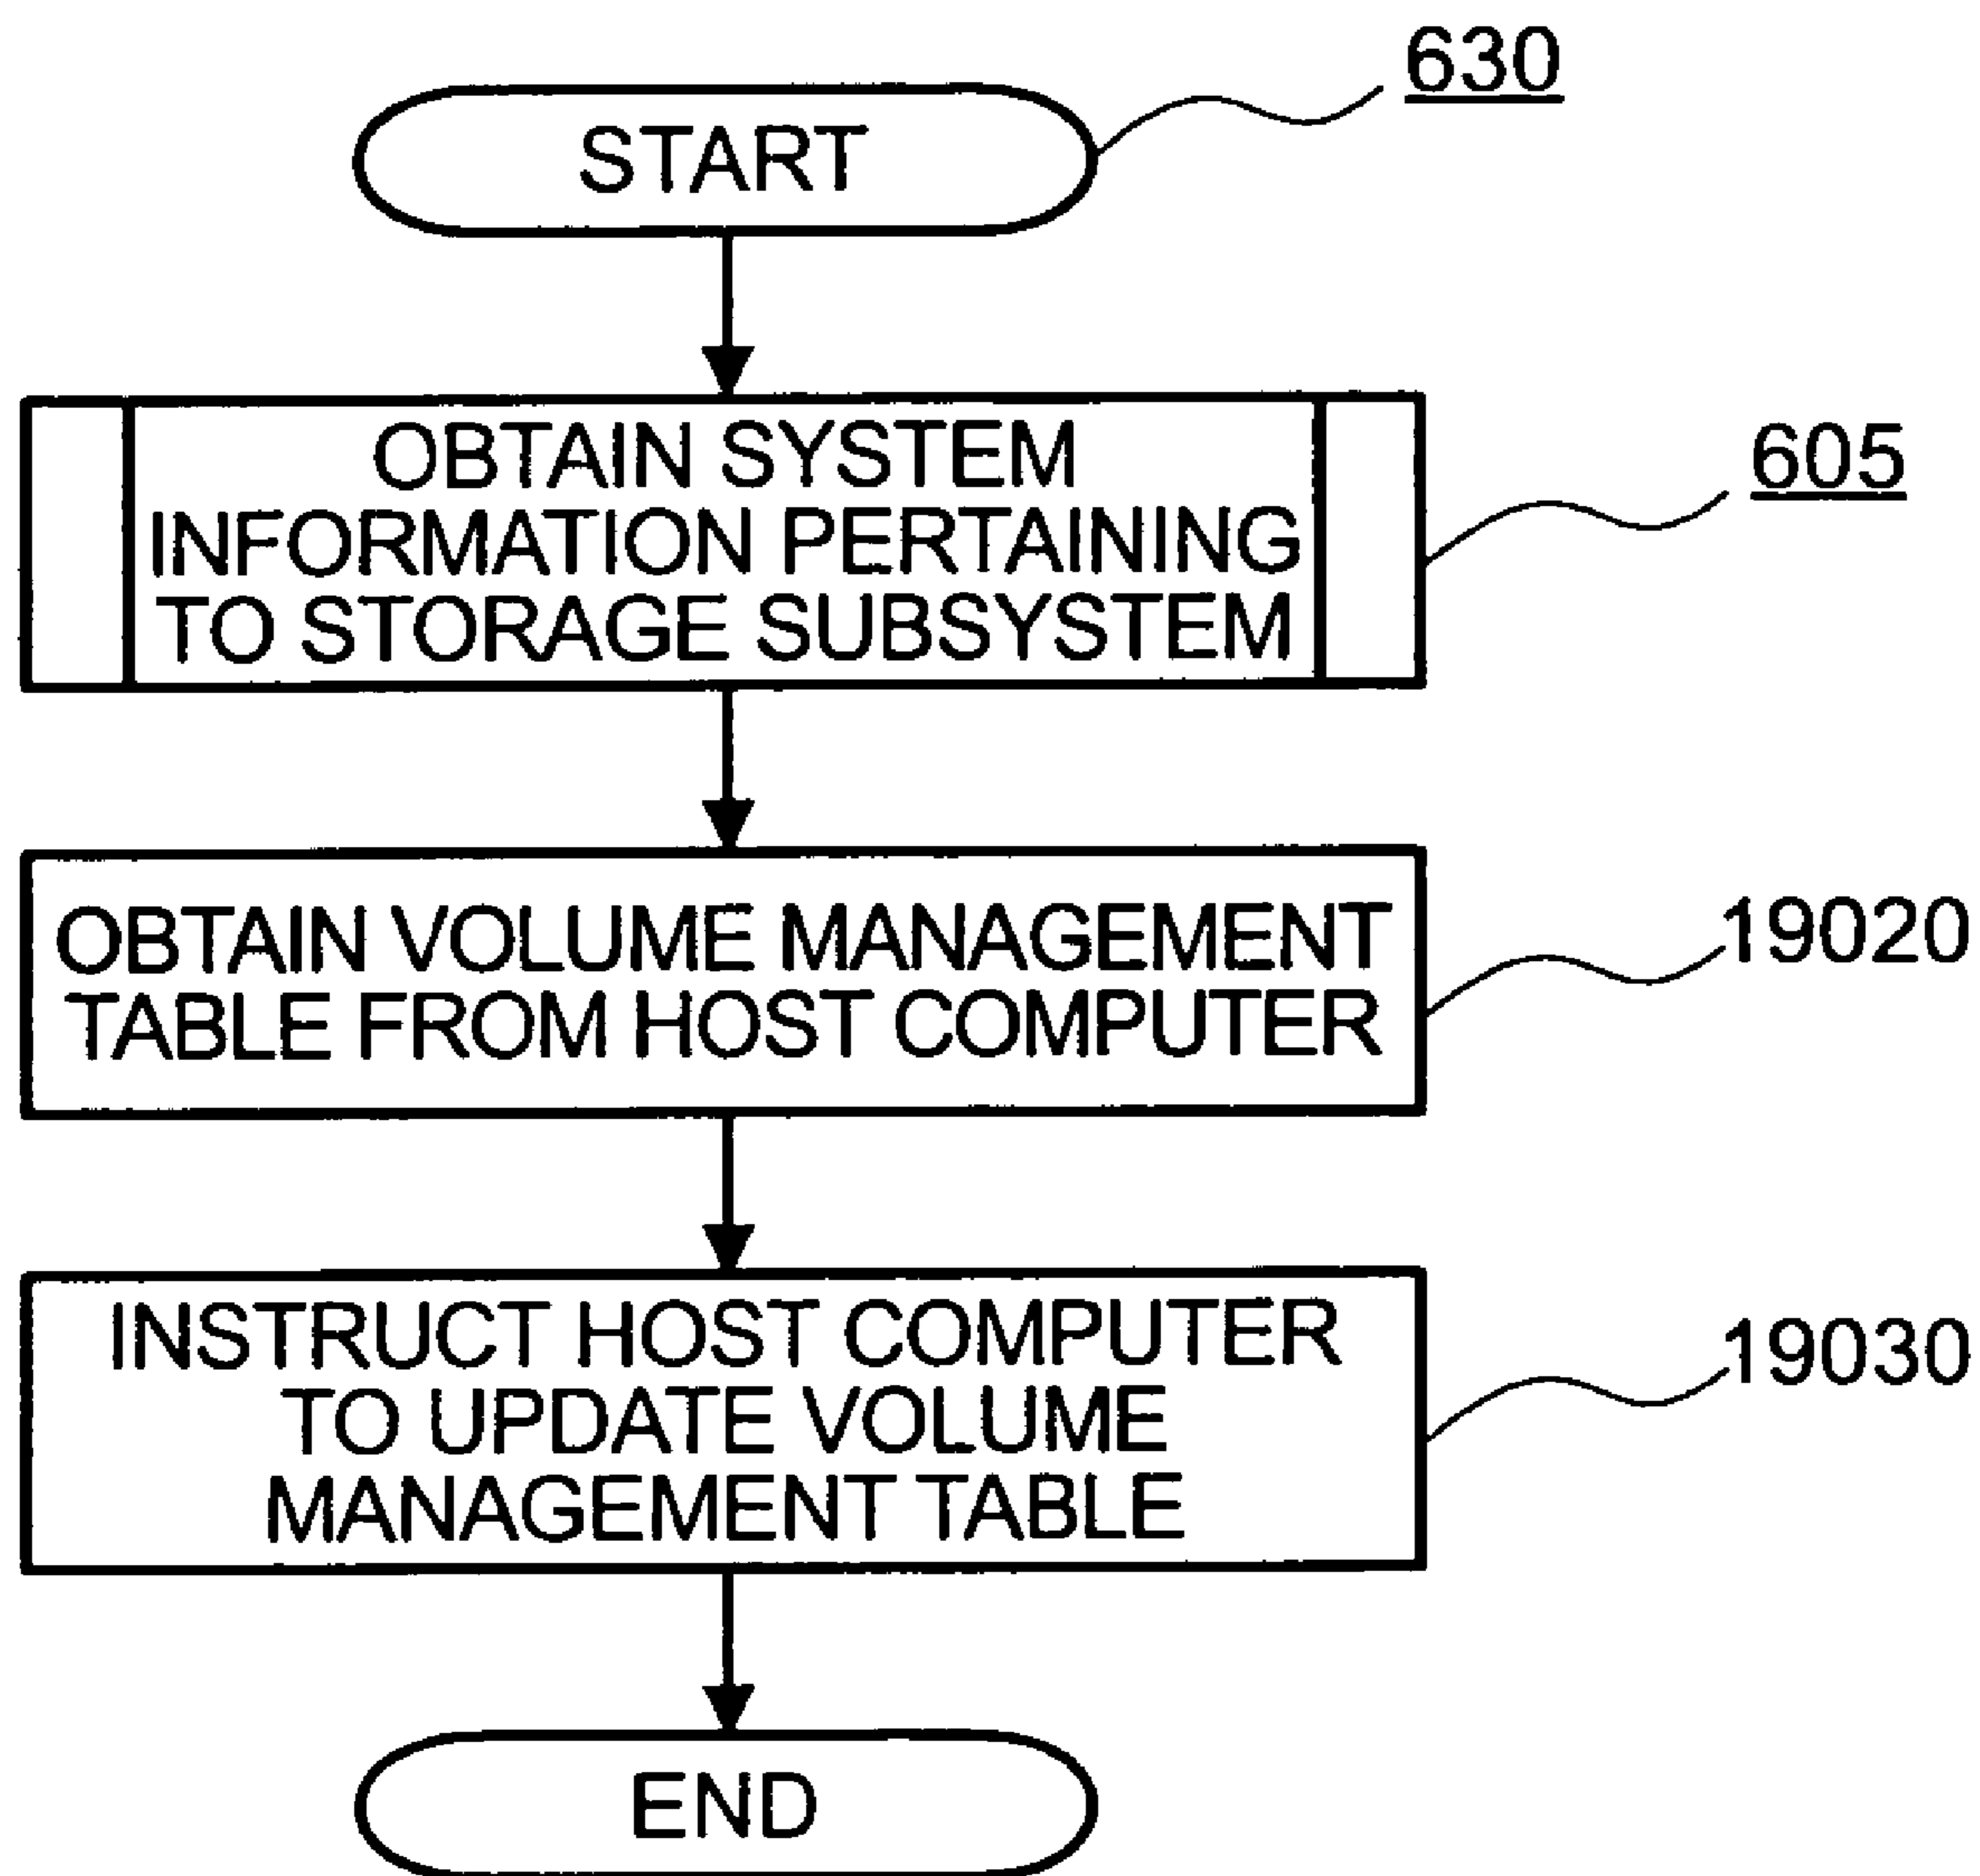 630
START
OBTAIN SYSTEM
INFORMATION PERTAINING
TO STORAGE SUBSYSTEM
605
OBTAIN VOLUME MANAGEMENT
TABLE FROM HOST COMPUTER
19020
INSTRUCT HOST COMPUTER
TO UPDATE VOLUME
MANAGEMENT TABLE
19030
END